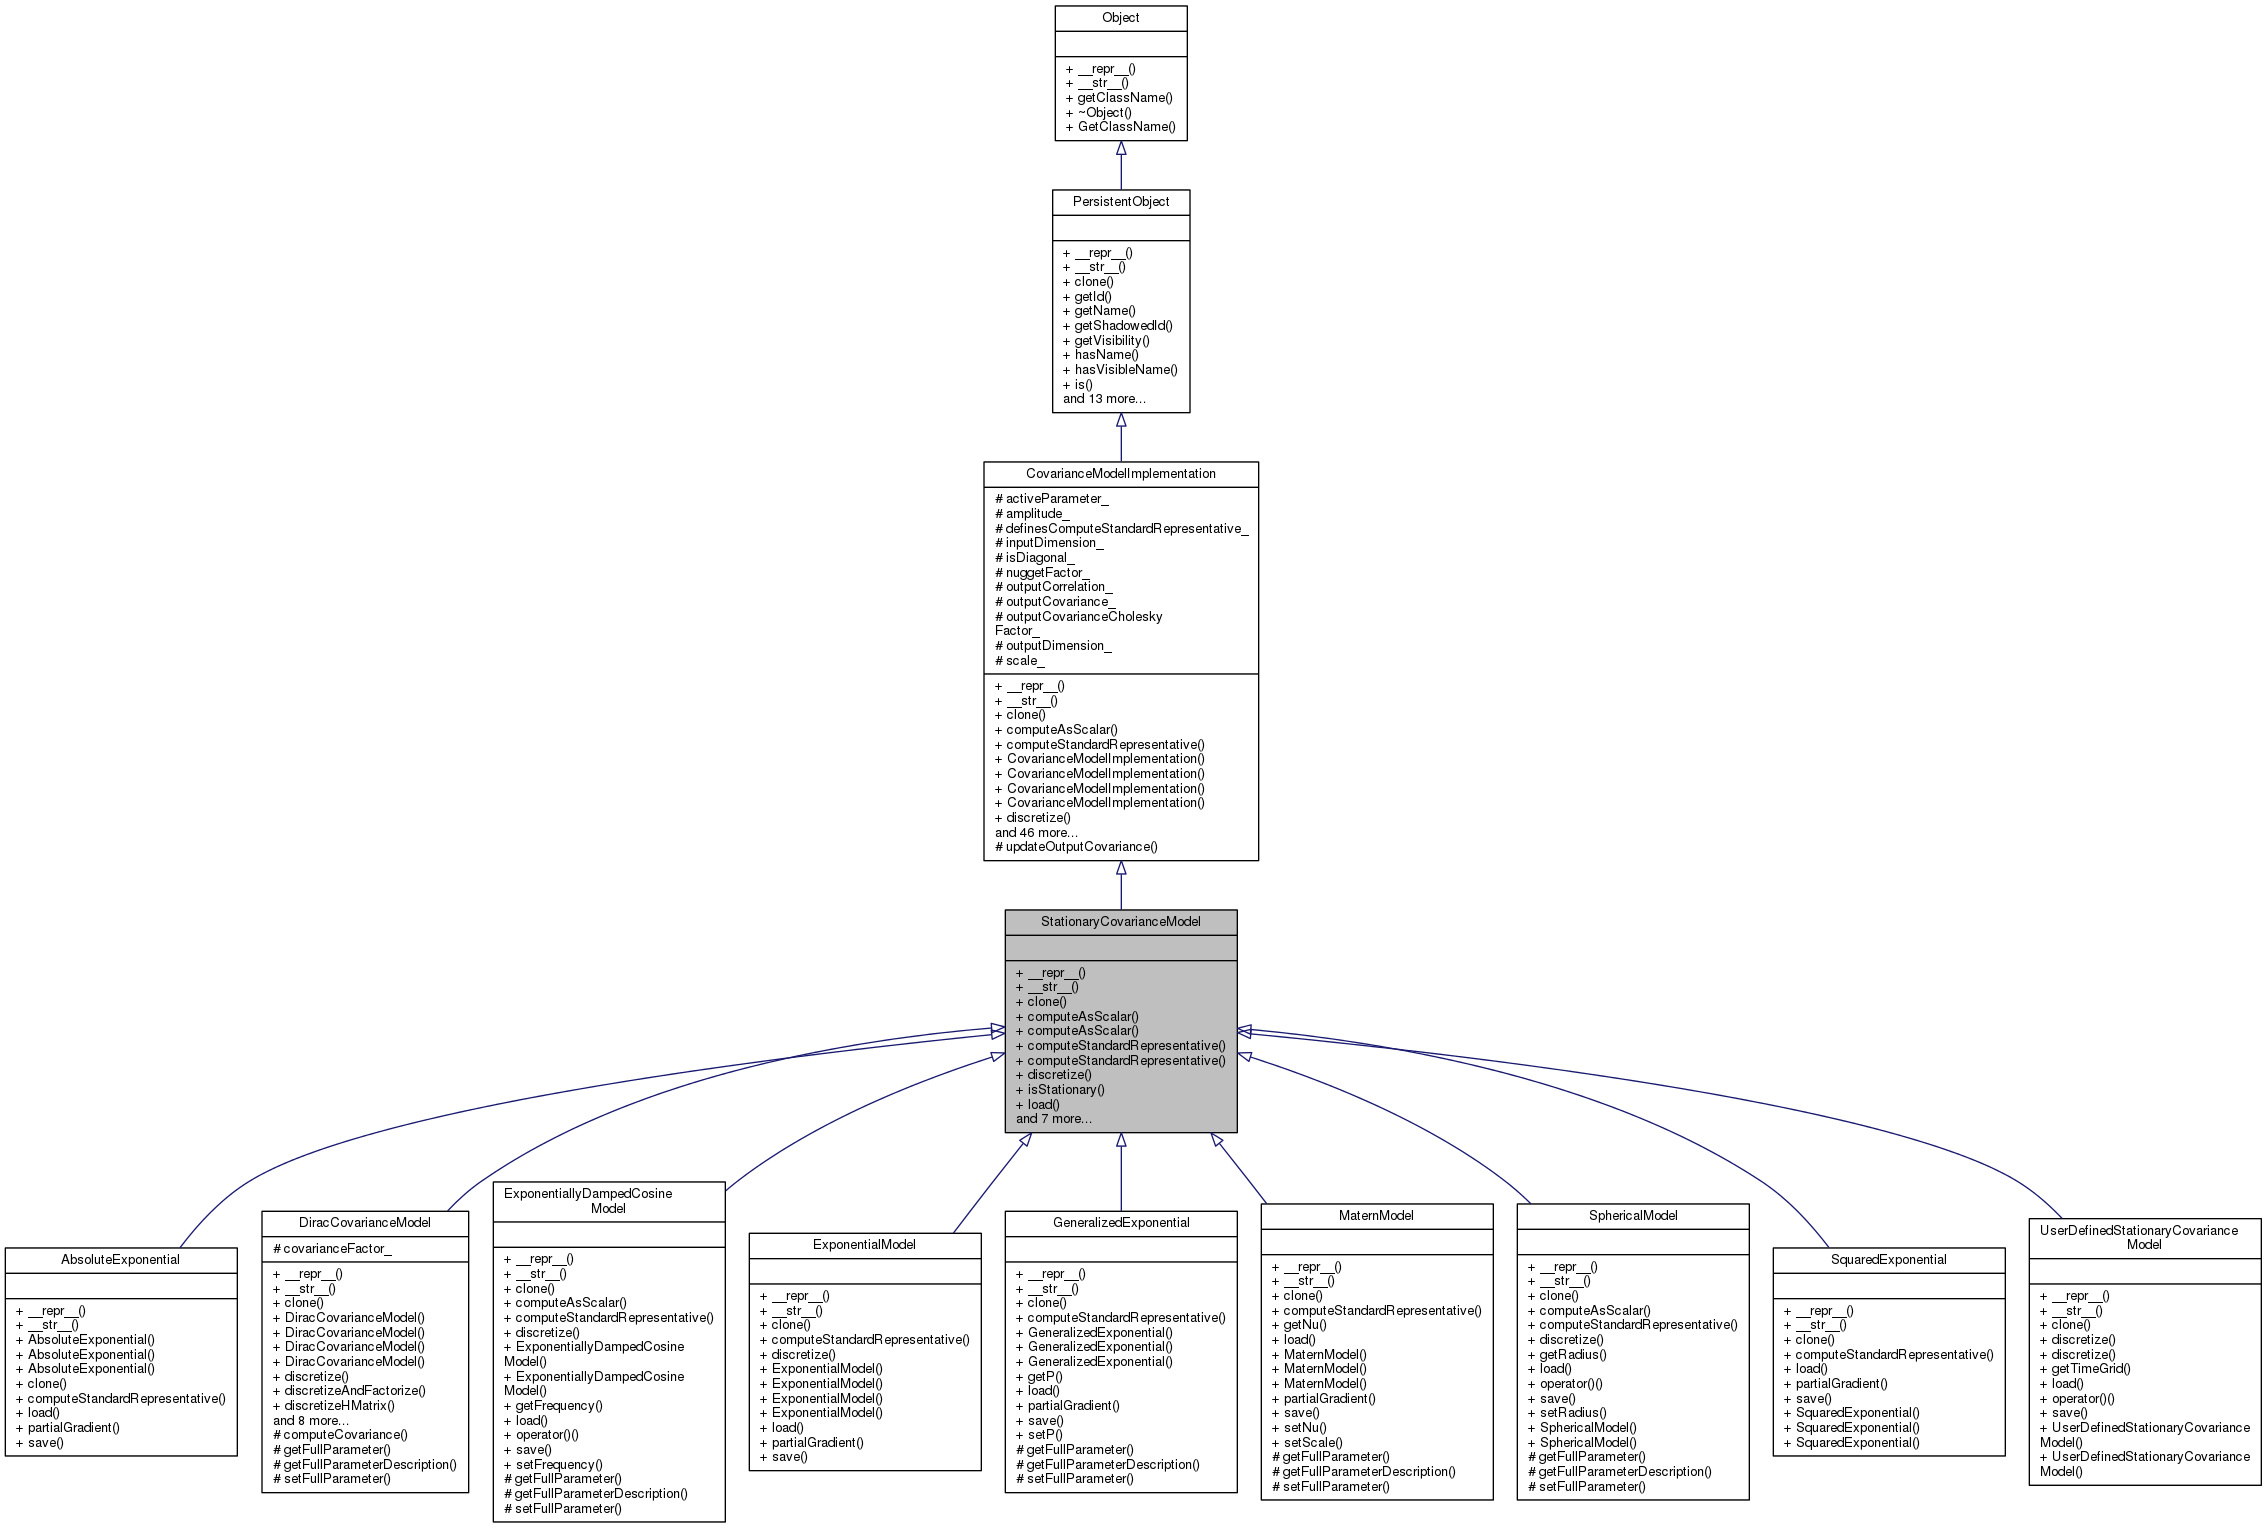 Object
+ __repr__()
+ __str__()
+ getClassName()
+ ~Object()
+ GetClassName()
PersistentObject
+ __repr__()
+ __str__()
+ clone()
+ getId()
+ getName()
+ getShadowedId()
+ getVisibility()
+ hasName()
+ hasVisibleName()
+ is()
and 13 more...
CovarianceModelImplementation
# activeParameter_
# amplitude_
# definesComputeStandardRepresentative_
# inputDimension_
# isDiagonal_
# nuggetFactor_
# outputCorrelation_
# outputCovariance_
# outputCovarianceCholesky
Factor_
# outputDimension_
# scale_
+ __repr__()
+ __str__()
+ clone()
+ computeAsScalar()
+ computeStandardRepresentative()
+ CovarianceModelImplementation()
+ CovarianceModelImplementation()
+ CovarianceModelImplementation()
+ CovarianceModelImplementation()
+ discretize()
and 46 more...
# updateOutputCovariance()
StationaryCovarianceModel
+ __repr__()
+ __str__()
+ clone()
+ computeAsScalar()
+ computeAsScalar()
+ computeStandardRepresentative()
+ computeStandardRepresentative()
+ discretize()
+ isStationary()
+ load()
and 7 more...
AbsoluteExponential
+ __repr__()
+ __str__()
+ AbsoluteExponential()
+ AbsoluteExponential()
+ AbsoluteExponential()
+ clone()
+ computeStandardRepresentative()
+ load()
+ partialGradient()
+ save()
DiracCovarianceModel
# covarianceFactor_
+ __repr__()
+ __str__()
+ clone()
+ DiracCovarianceModel()
+ DiracCovarianceModel()
+ DiracCovarianceModel()
+ DiracCovarianceModel()
+ discretize()
+ discretizeAndFactorize()
+ discretizeHMatrix()
and 8 more...
# computeCovariance()
# getFullParameter()
# getFullParameterDescription()
# setFullParameter()
ExponentiallyDampedCosine
Model
+ __repr__()
+ __str__()
+ clone()
+ computeAsScalar()
+ computeStandardRepresentative()
+ discretize()
+ ExponentiallyDampedCosine
Model()
+ ExponentiallyDampedCosine
Model()
+ getFrequency()
+ load()
+ operator()()
+ save()
+ setFrequency()
# getFullParameter()
# getFullParameterDescription()
# setFullParameter()
ExponentialModel
+ __repr__()
+ __str__()
+ clone()
+ computeStandardRepresentative()
+ discretize()
+ ExponentialModel()
+ ExponentialModel()
+ ExponentialModel()
+ ExponentialModel()
+ load()
+ partialGradient()
+ save()
GeneralizedExponential
+ __repr__()
+ __str__()
+ clone()
+ computeStandardRepresentative()
+ GeneralizedExponential()
+ GeneralizedExponential()
+ GeneralizedExponential()
+ getP()
+ load()
+ partialGradient()
+ save()
+ setP()
# getFullParameter()
# getFullParameterDescription()
# setFullParameter()
MaternModel
+ __repr__()
+ __str__()
+ clone()
+ computeStandardRepresentative()
+ getNu()
+ load()
+ MaternModel()
+ MaternModel()
+ MaternModel()
+ partialGradient()
+ save()
+ setNu()
+ setScale()
# getFullParameter()
# getFullParameterDescription()
# setFullParameter()
SphericalModel
+ __repr__()
+ __str__()
+ clone()
+ computeAsScalar()
+ computeStandardRepresentative()
+ discretize()
+ getRadius()
+ load()
+ operator()()
+ save()
+ setRadius()
+ SphericalModel()
+ SphericalModel()
# getFullParameter()
# getFullParameterDescription()
# setFullParameter()
SquaredExponential
+ __repr__()
+ __str__()
+ clone()
+ computeStandardRepresentative()
+ load()
+ partialGradient()
+ save()
+ SquaredExponential()
+ SquaredExponential()
+ SquaredExponential()
UserDefinedStationaryCovariance
Model
+ __repr__()
+ __str__()
+ clone()
+ discretize()
+ discretize()
+ getTimeGrid()
+ load()
+ operator()()
+ save()
+ UserDefinedStationaryCovariance
Model()
+ UserDefinedStationaryCovariance
Model()